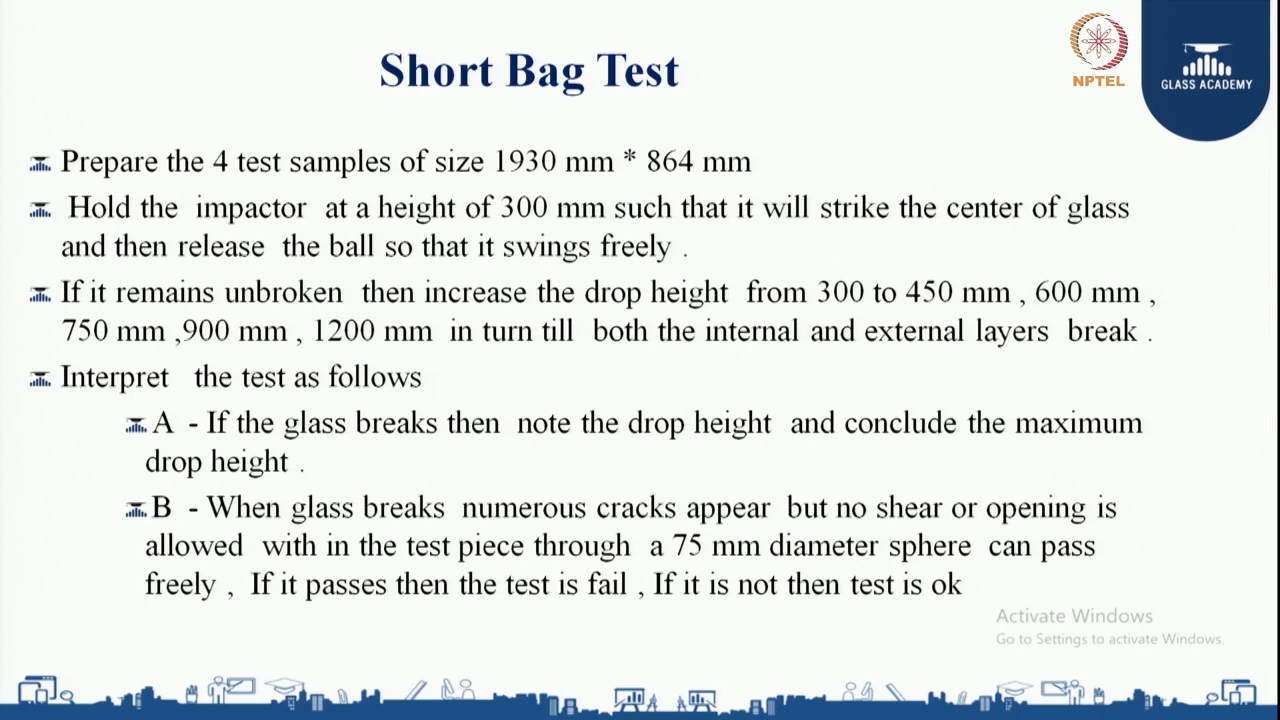 Short Bag Test
NPTEL
GLASS ACADEMY
Prepare the 4 test samples of size 1930 mm * 864 mm
Hold the impactor at a height of 300 mm such that it will strike the center of glass
and then release the ball so that it swings freely .
If it remains unbroken then increase the drop height from 300 to 450 mm , 600 mm ,
750 mm ,900 mm , 1200 mm in turn till both the internal and external layers break .
Interpret the test as follows
A - If the glass breaks then note the drop height and conclude the maximum
drop height .
B - When glass breaks numerous cracks appear but no shear or opening is
allowed with in the test piece through a 75 mm diameter sphere can pass
freely , If it passes then the test is fail , If it is not then test is ok
Activate Windows
Go to Settings to activate Windows.